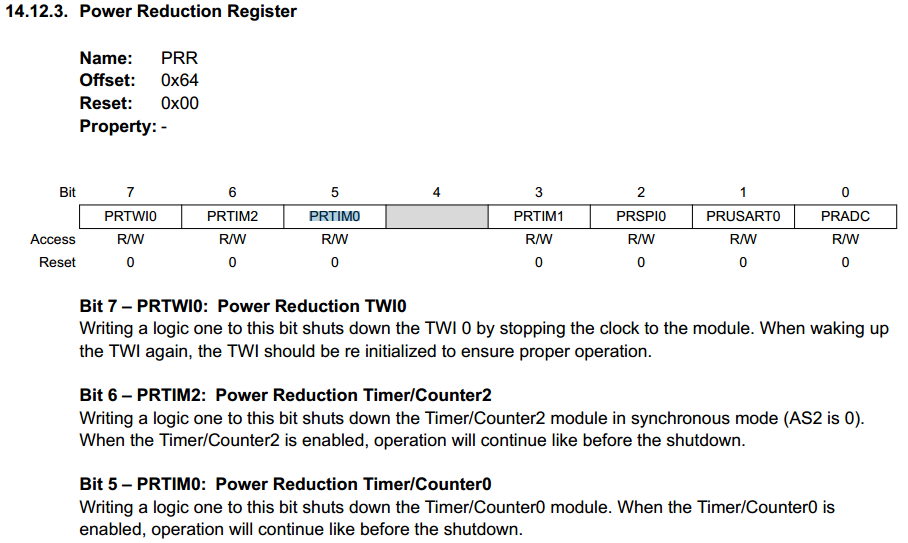 14.12.3. Power Reduction Register
Name: PRR
Offset: 0x64
Reset: 0x00
Property: -
Bit 7 6 5 4 3 2 1 0
PRTWI0 PRTIM2 PRTIM0 PRTIM1 PRSPI0 PRUSART0 PRADC
Access R/W R/W R/W R/W R/W R/W R/W
Reset 0 0 0 0 0 0 0
Bit 7 – PRTWI0: Power Reduction TWI0
Writing a logic one to this bit shuts down the TWI 0 by stopping the clock to the module. When waking up
the TWI again, the TWI should be re initialized to ensure proper operation.
Bit 6 – PRTIM2: Power Reduction Timer/Counter2
Writing a logic one to this bit shuts down the Timer/Counter2 module in synchronous mode (AS2 is 0).
When the Timer/Counter2 is enabled, operation will continue like before the shutdown.
Bit 5 – PRTIM0: Power Reduction Timer/Counter0
Writing a logic one to this bit shuts down the Timer/Counter0 module. When the Timer/Counter0 is
enabled, operation will continue like before the shutdown.